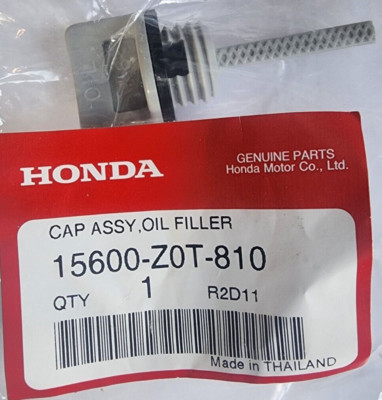 HONDA
GENUINE PARTS
Honda Motor Co., Ltd.
CAP ASSY,OIL FILLER
15600-Z0T-810
QTY 1 R2D11
Made in THAILAND